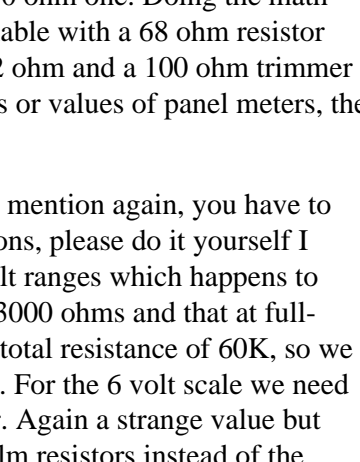 ohm one. Doing the math
able with a 68 ohm resistor
ohm and a 100 ohm trimmer
s or values of panel meters, the
mention again, you have to
ons, please do it yourself I
lt ranges which happens to
3000 ohms and that at full-
total resistance of 60K, so we
. For the 6 volt scale we need
. Again a strange value but
lm resistors instead of the